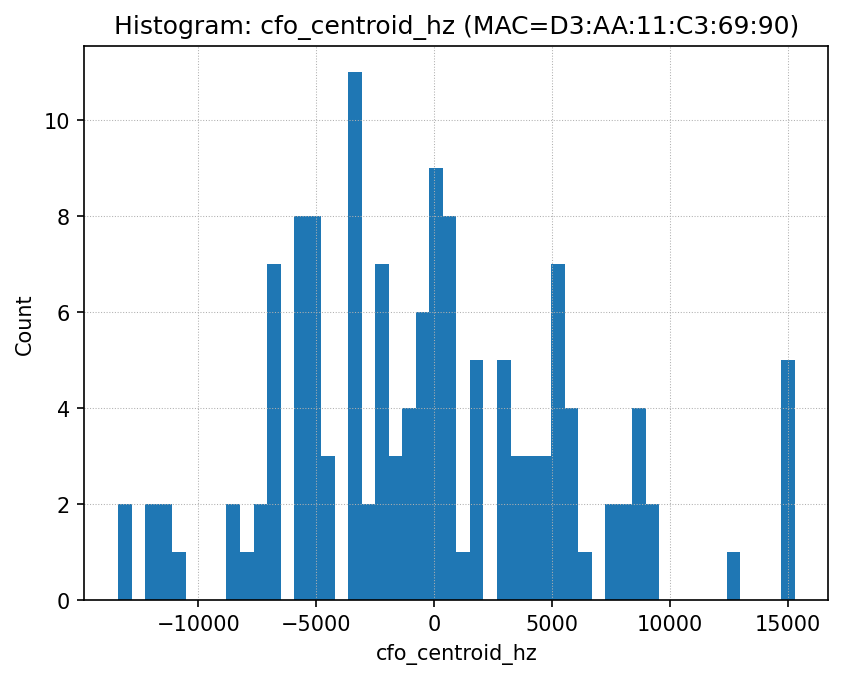 Histogram: cfo_centroid_hz (MAC=D3:AA:11:C3:69:90)
10
8
6
4
2
0
Count
−10000 −5000 0 5000 10000 15000
cfo_centroid_hz